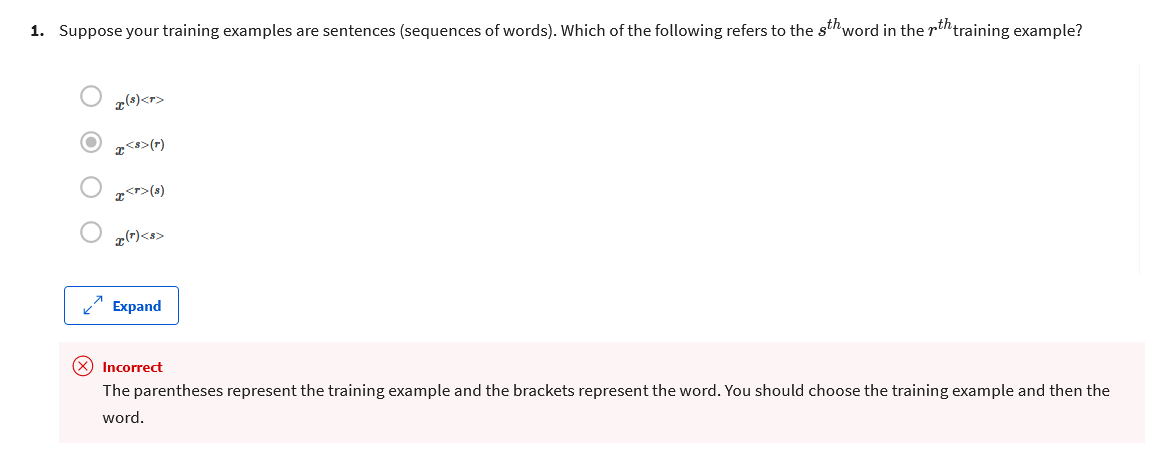 1. Suppose your training examples are sentences (sequences of words). Which of the following refers to the s^{th} word in the r^{th} training example?
x^{(s)<r>}
x^{<s>(r)}
x^{<r>(s)}
x^{(r)<s>}
Expand
Incorrect
The parentheses represent the training example and the brackets represent the word. You should choose the training example and then the
word.